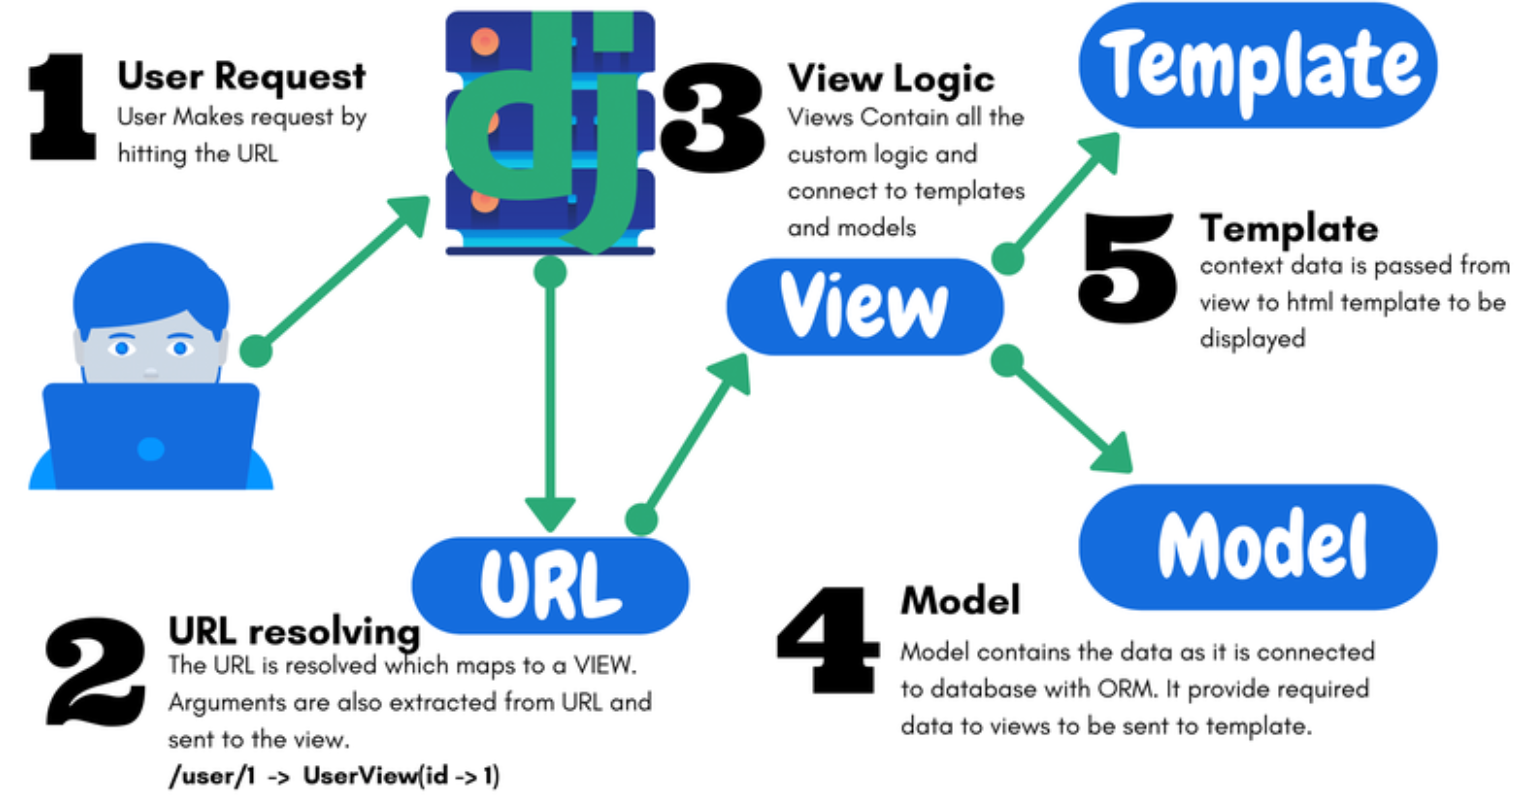 1
User Request
User Makes request by
hitting the URL
dj
3
View Logic
Views Contain all the
custom logic and
connect to templates
and models
Template
5
Template
context data is passed from
view to html template to be
displayed
View
URL
2
URL resolving
The URL is resolved which maps to a VIEW.
Arguments are also extracted from URL and
sent to the view.
/user/1 -> UserView(id -> 1)
Model
4
Model
Model contains the data as it is connected
to database with ORM. It provide required
data to views to be sent to template.